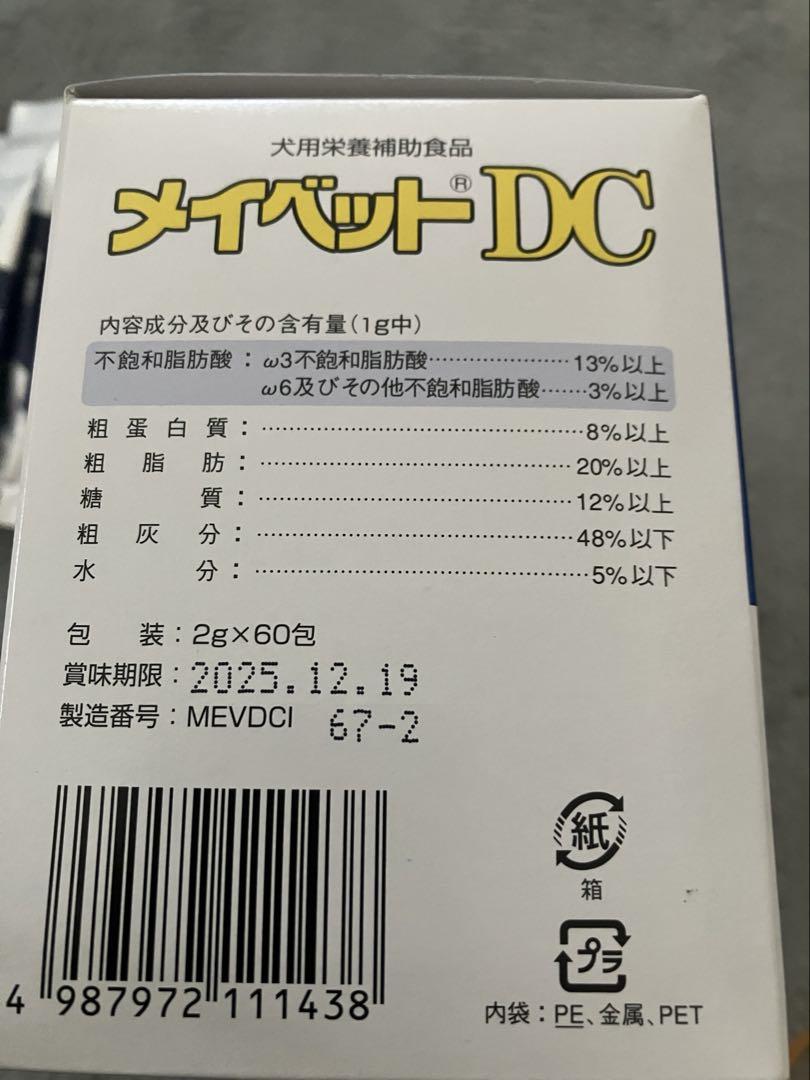 犬用栄養補助食品
メイベット®DC
内容成分及びその含有量(1g中)
不飽和脂肪酸：ω3不飽和脂肪酸…………………13%以上
ω6及びその他不飽和脂肪酸……3%以上
粗蛋白質：……………………………………8%以上
粗脂肪：……………………………………20%以上
糖質：……………………………………12%以上
粗灰分：……………………………………48%以下
水分：……………………………………5%以下
包装：2g×60包
賞味期限：2025.12.19
製造番号：MEVDCI 67-2
4 987972 111438
紙
箱
プラ
内袋：PE、金属、PET